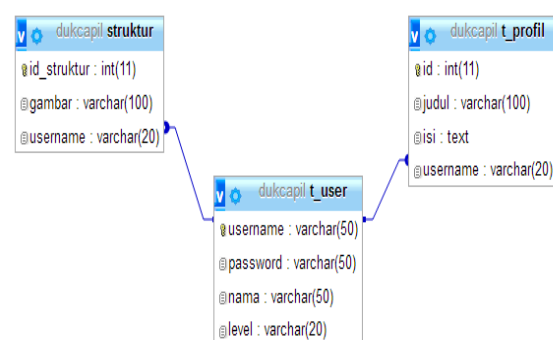 dukcapil struktur
id_struktur : int(11)
gambar : varchar(100)
username : varchar(20)
dukcapil t_profil
id : int(11)
judul : varchar(100)
isi : text
username : varchar(20)
dukcapil t_user
username : varchar(50)
password : varchar(50)
nama : varchar(50)
level : varchar(20)